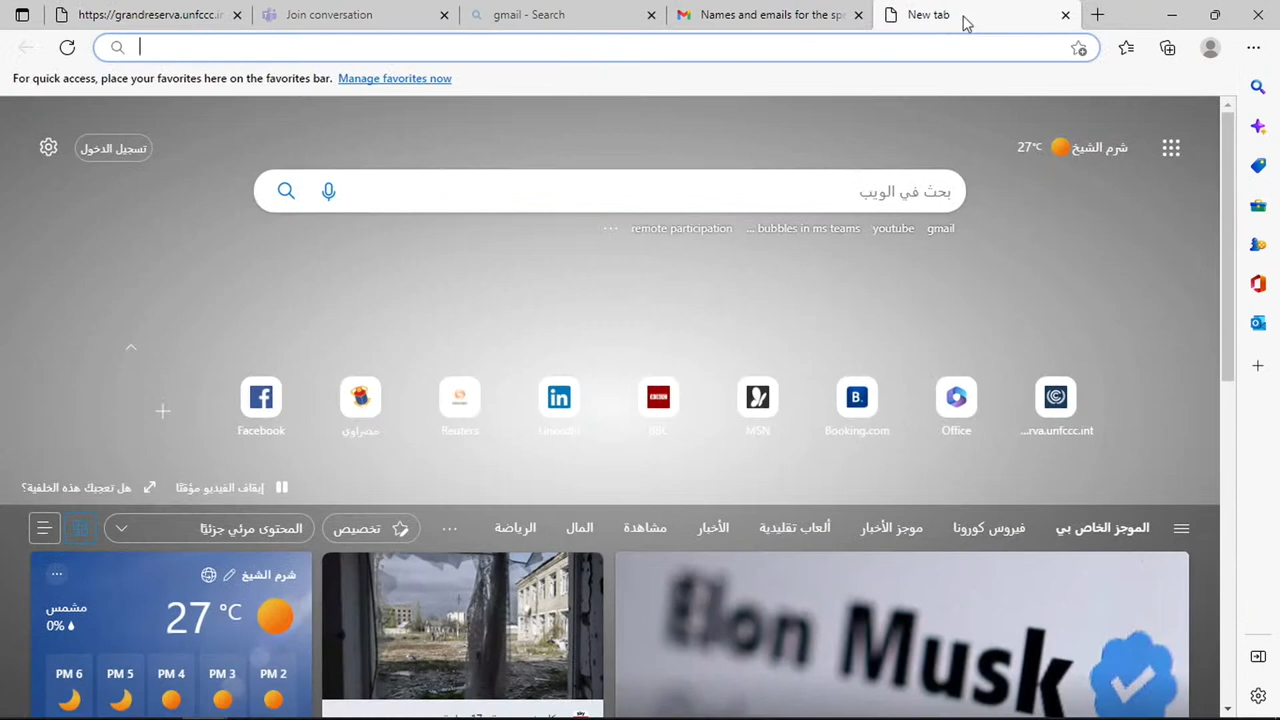 https://grandreserva.unfccc.ir
Join conversation
gmail - Search
Names and emails for the spe
New tab
For quick access, place your favorites here on the favorites bar. Manage favorites now
تسجيل الدخول
27°C شرم الشيخ
بحث في الويب
gmail
youtube
... bubbles in ms teams
remote participation
...
Facebook
مصراوي
Reuters
LinkedIn
BBC
MSN
Booking.com
Office
...rva.unfccc.int
هل تعجبك هذه الخلفية؟
إيقاف الفيديو مؤقتًا
الموجز الخاص بي
فيروس كورونا
موجز الأخبار
ألعاب تقليدية
الأخبار
مشاهدة
المال
الرياضة
...
تخصيص
المحتوى مرئي جزئيًا
شرم الشيخ
27 °C
مشمس
0%
PM 6
PM 5
PM 4
PM 3
PM 2
Elon Musk
sky